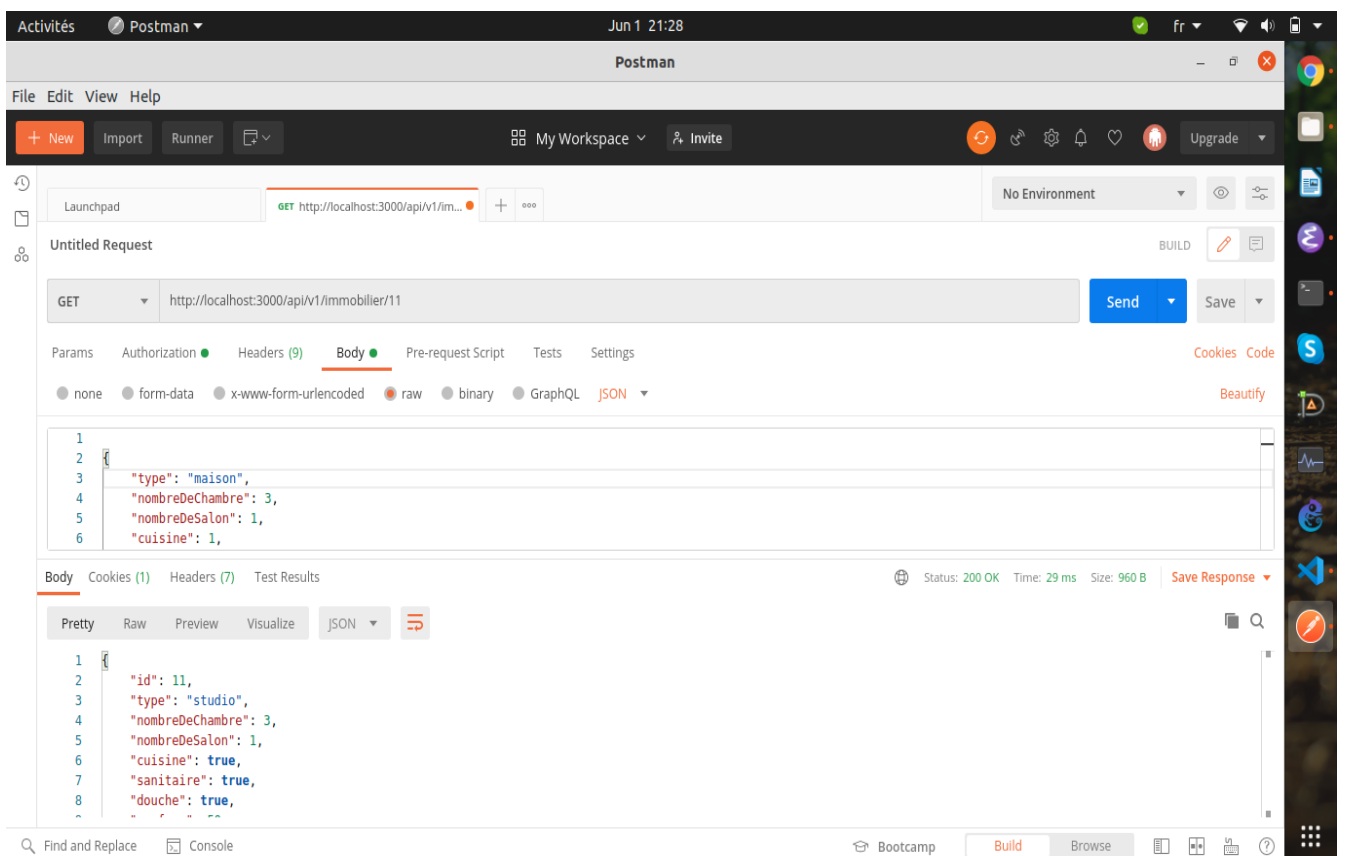 Activités Postman Jun 1 21:28 fr
Postman
File Edit View Help
+ New Import Runner My Workspace Invite Upgrade
Launchpad GET http://localhost:3000/api/v1/im... No Environment
Untitled Request BUILD
GET http://localhost:3000/api/v1/immobilier/11 Send Save
Params Authorization Headers (9) Body Pre-request Script Tests Settings Cookies Code
none form-data x-www-form-urlencoded raw binary GraphQL JSON Beautify
1
2 {
3 "type": "maison",
4 "nombreDeChambre": 3,
5 "nombreDeSalon": 1,
6 "cuisine": 1,
Body Cookies (1) Headers (7) Test Results Status: 200 OK Time: 29 ms Size: 960 B Save Response
Pretty Raw Preview Visualize JSON
1 {
2 "id": 11,
3 "type": "studio",
4 "nombreDeChambre": 3,
5 "nombreDeSalon": 1,
6 "cuisine": true,
7 "sanitaire": true,
8 "douche": true,
Find and Replace Console Bootcamp Build Browse